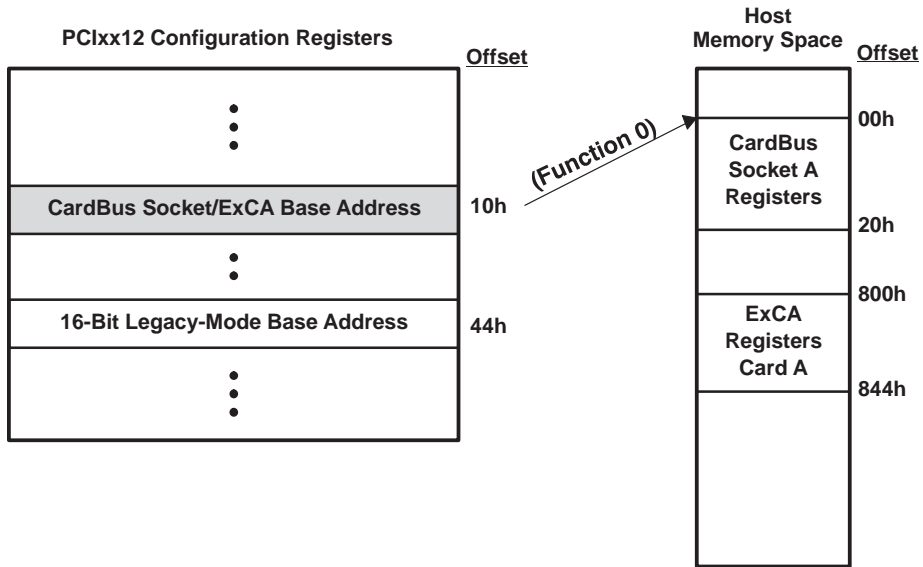 PCIxx12 Configuration Registers
Offset
CardBus Socket/ExCA Base Address
10h
16-Bit Legacy-Mode Base Address
44h
(Function 0)
Host
Memory Space
Offset
00h
CardBus
Socket A
Registers
20h
800h
ExCA
Registers
Card A
844h